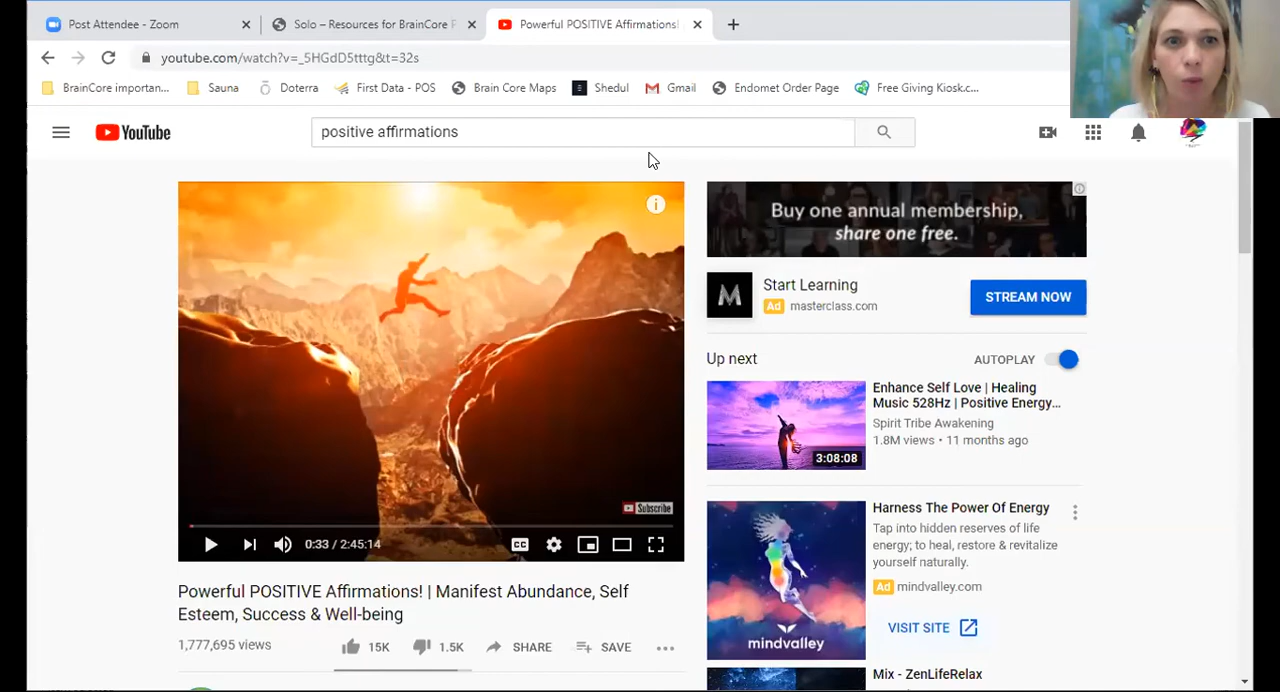 Post Attendee - Zoom
Solo – Resources for BrainCore P
Powerful POSITIVE Affirmations!
youtube.com/watch?v=_5HGdD5tttg&t=32s
BrainCore importan...
Sauna
Doterra
First Data - POS
Brain Core Maps
Shedul
Gmail
Endomet Order Page
Free Giving Kiosk.c...
YouTube
positive affirmations
i
Subscribe
CC
0:33 / 2:45:14
Powerful POSITIVE Affirmations! | Manifest Abundance, Self
Esteem, Success & Well-being
1,777,695 views
15K
1.5K
SHARE
SAVE
Buy one annual membership,
share one free.
M
Start Learning
Ad masterclass.com
STREAM NOW
Up next
AUTOPLAY
3:08:08
Enhance Self Love | Healing
Music 528Hz | Positive Energy...
Spirit Tribe Awakening
1.8M views • 11 months ago
mindvalley
Harness The Power Of Energy
Tap into hidden reserves of life
energy; to heal, restore & revitalize
yourself naturally.
Ad mindvalley.com
VISIT SITE
Mix - ZenLifeRelax